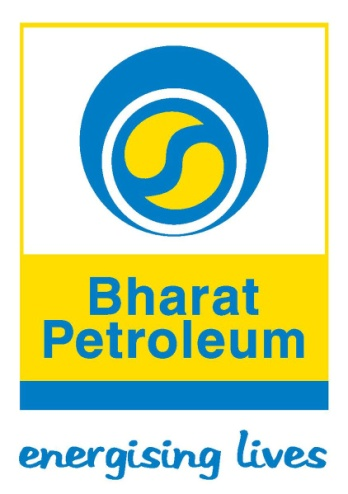 Bharat
Petroleum
energising lives